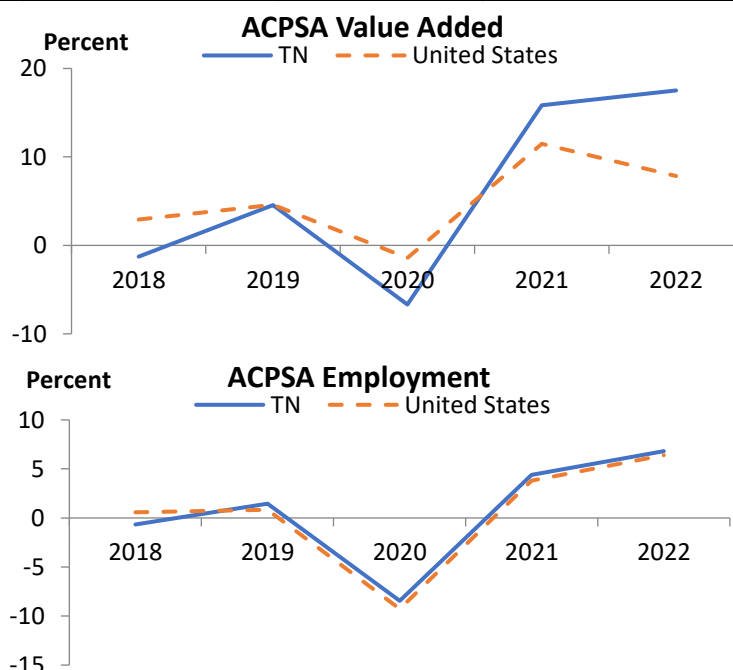 ACPSA Value Added
Percent
TN United States
20
10
0
-10
2018 2019 2020 2021 2022
ACPSA Employment
Percent
TN United States
10
5
0
-5
-10
-15
2018 2019 2020 2021 2022